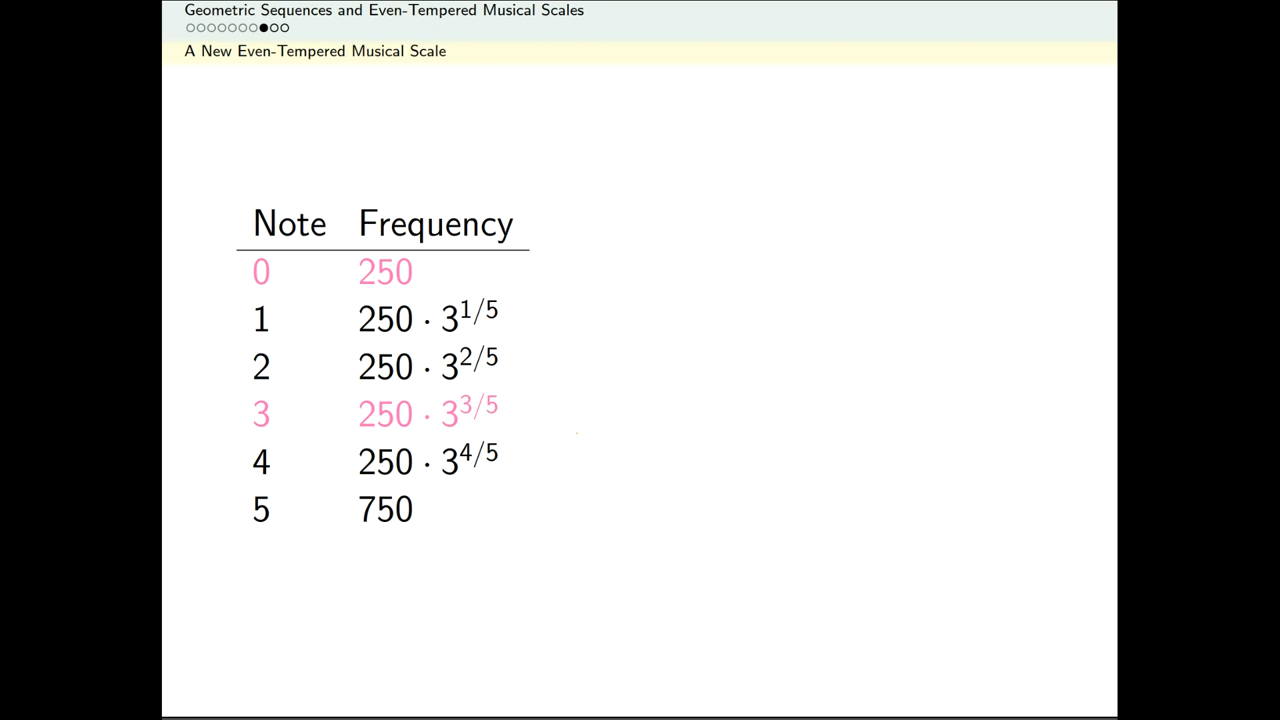 Geometric Sequences and Even-Tempered Musical Scales
A New Even-Tempered Musical Scale
Note Frequency
0 250
1 250 · 3^{1/5}
2 250 · 3^{2/5}
3 250 · 3^{3/5}
4 250 · 3^{4/5}
5 750